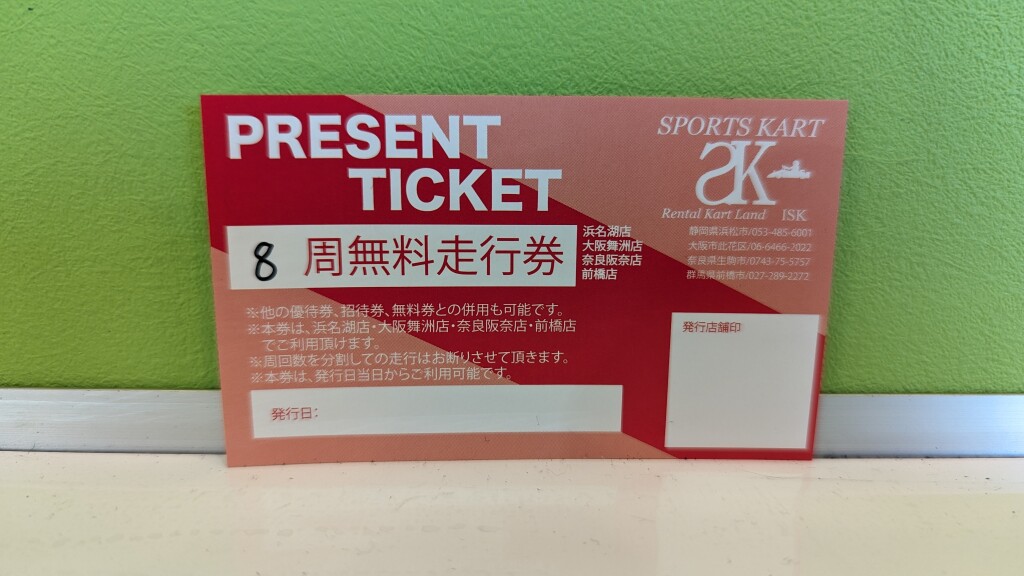 PRESENT
TICKET
SPORTS KART
SK
Rental Kart Land ISK
8 周無料走行券
浜名湖店
大阪舞洲店
奈良阪奈店
前橋店
静岡県浜松市/053-485-6001
大阪市此花区/06-6466-2022
奈良県生駒市/0743-75-5757
群馬県前橋市/027-289-2272
※他の優待券、招待券、無料券との併用も可能です。
※本券は、浜名湖店・大阪舞洲店・奈良阪奈店・前橋店
でご利用頂けます。
※周回数を分割しての走行はお断りさせて頂きます。
※本券は、発行日当日からご利用可能です。
発行日:
発行店舗印